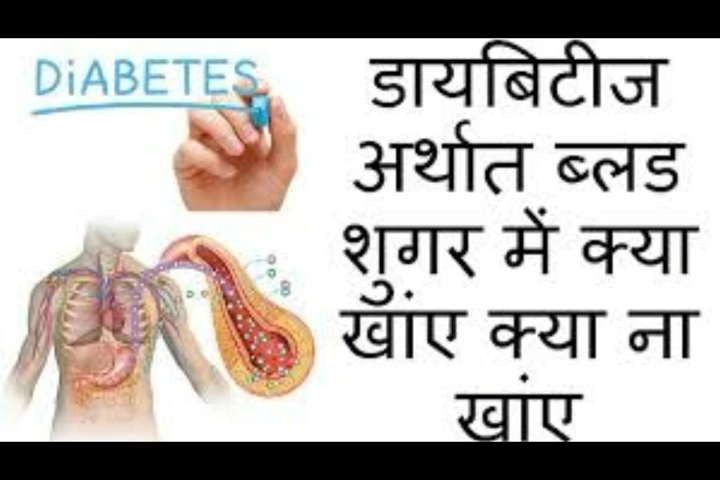 DiABETES
डायबिटीज
अर्थात ब्लड
शुगर में क्या
खांए क्या ना
खांए